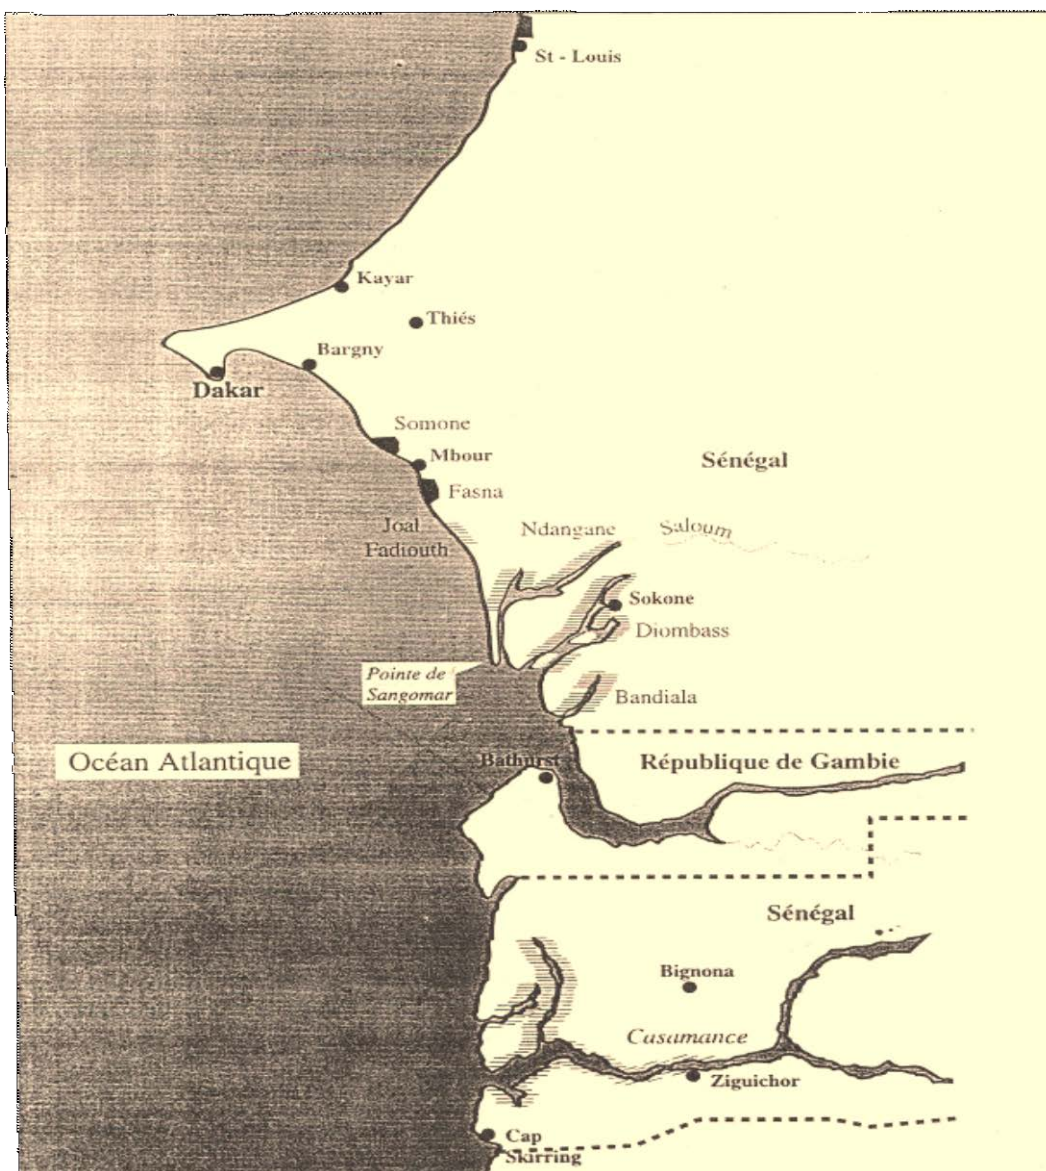 St - Louis
Kayar
Thiés
Bargny
Dakar
Somone
Mbour
Sénégal
Fasna
Joal
Fadiouth
Ndangane
Saloum
Sokone
Diombass
Pointe de
Sangomar
Bandiala
Océan Atlantique
Bathurst
République de Gambie
Sénégal
Bignona
Casamance
Ziguichor
Cap
Skirring